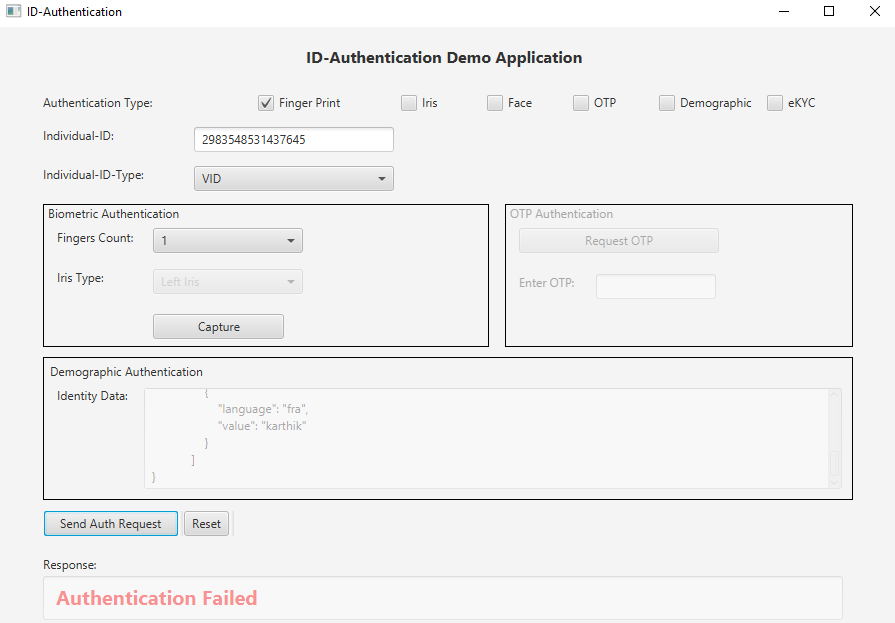 ID-Authentication
ID-Authentication Demo Application
Authentication Type: Finger Print Iris Face OTP Demographic eKYC
Individual-ID: 2983548531437645
Individual-ID-Type: VID
Biometric Authentication
Fingers Count: 1
Iris Type: Left Iris
Capture
OTP Authentication
Request OTP
Enter OTP:
Demographic Authentication
Identity Data:
{
"language": "fra",
"value": "karthik"
}
]
}
Send Auth Request Reset
Response:
Authentication Failed